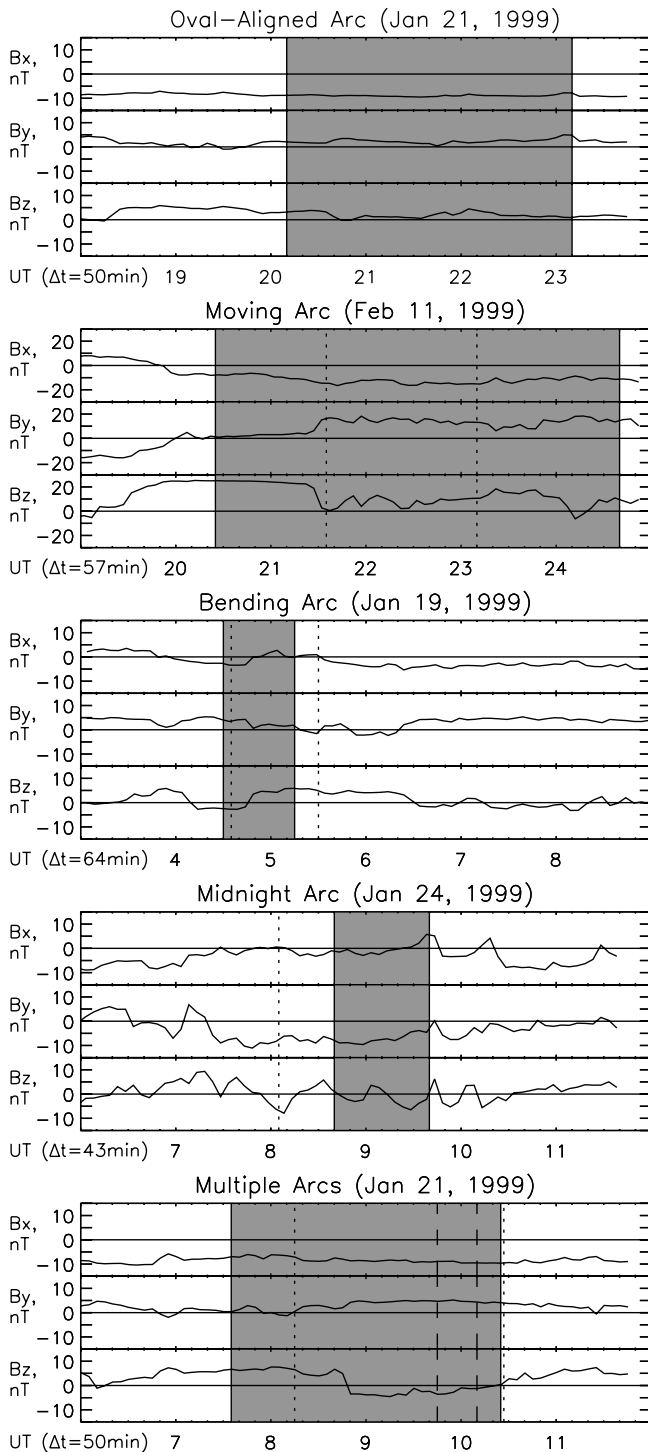 Oval-Aligned Arc (Jan 21, 1999)
Bx, nT 10 0 -10
By, nT 10 0 -10
Bz, nT 10 0 -10
UT (Δt=50min) 19 20 21 22 23
Moving Arc (Feb 11, 1999)
Bx, nT 20 0 -20
By, nT 20 0 -20
Bz, nT 20 0 -20
UT (Δt=57min) 20 21 22 23 24
Bending Arc (Jan 19, 1999)
Bx, nT 10 0 -10
By, nT 10 0 -10
Bz, nT 10 0 -10
UT (Δt=64min) 4 5 6 7 8
Midnight Arc (Jan 24, 1999)
Bx, nT 10 0 -10
By, nT 10 0 -10
Bz, nT 10 0 -10
UT (Δt=43min) 7 8 9 10 11
Multiple Arcs (Jan 21, 1999)
Bx, nT 10 0 -10
By, nT 10 0 -10
Bz, nT 10 0 -10
UT (Δt=50min) 7 8 9 10 11